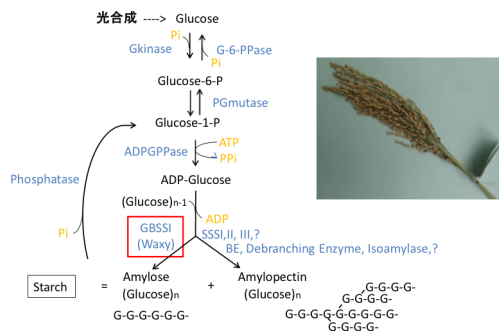 光合成 ----> Glucose
Pi
Gkinase
G-6-PPase
Pi
Glucose-6-P
PGmutase
Glucose-1-P
ATP
ADPGPPase
PPi
Phosphatase
ADP-Glucose
(Glucose)n-1
ADP
GBSSI
(Waxy)
SSSI,II, III,?
BE, Debranching Enzyme, Isoamylase,?
Pi
Starch = Amylose + Amylopectin
(Glucose)n (Glucose)n
G-G-G-G-G-G-
G-G-G-G-
G-G-G-G-
G-G-G-G-G-G-G-G-
G-G-G-G-